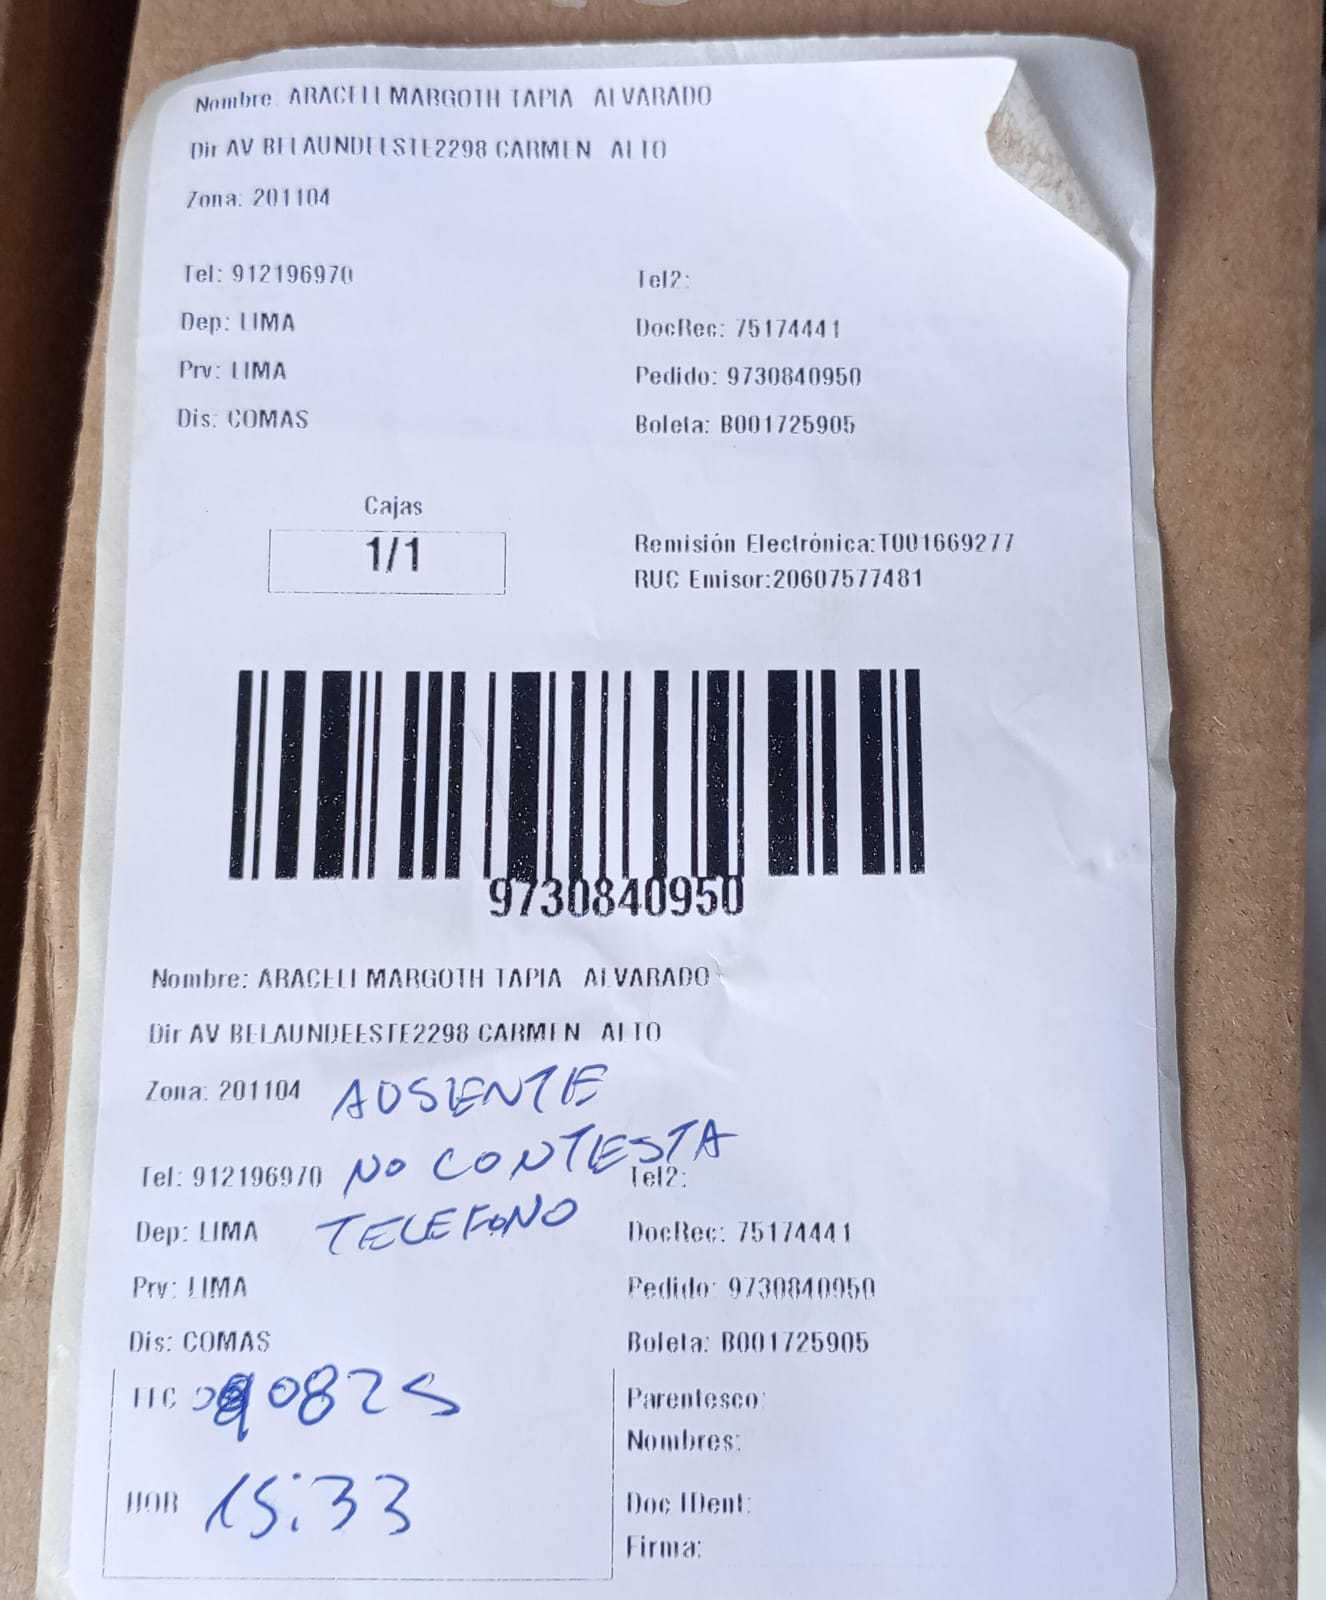 Nombre: ARACELI MARGOTH TAPIA ALVARADO
Dir AV BELAUNDEESTE2298 CARMEN ALTO
Zona: 201104
Tel: 912196970 Tel2:
Dep: LIMA DocRec: 75174441
Prv: LIMA Pedido: 9730840950
Dis: COMAS Boleta: B001725905
Cajas
1/1
Remisión Electrónica:T001669277
RUC Emisor:20607577481
9730840950
Nombre: ARACELI MARGOTH TAPIA ALVARADO
Dir AV BELAUNDEESTE2298 CARMEN ALTO
Zona: 201104 AUSENTE
NO CONTESTA
Tel: 912196970 Tel2:
TELEFONO
Dep: LIMA DocRec: 75174441
Prv: LIMA Pedido: 9730840950
Dis: COMAS Boleta: B001725905
0825 Parentesco:
Nombres:
HOR 15:33 Doc IDent:
Firma: